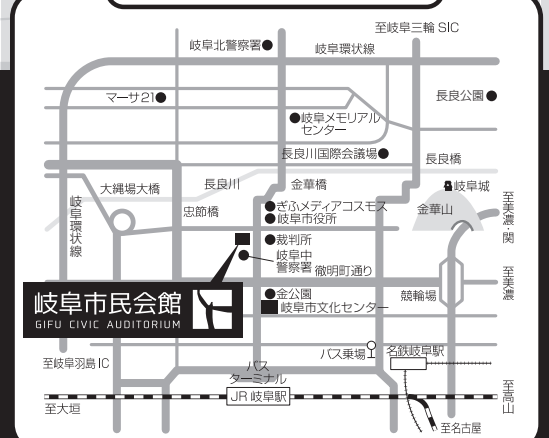 至岐阜三輪SIC
岐阜北警察署
岐阜環状線
マーサ21
長良公園
岐阜メモリアル
センター
長良川国際会議場
長良橋
大縄場大橋
長良川
金華橋
岐阜城
忠節橋
ぎふメディアコスモス
金華山
岐阜市役所
岐阜環状線
至美濃・関
裁判所
岐阜中
警察署
徹明町通り
至美濃
金公園
競輪場
岐阜市民会館
GIFU CIVIC AUDITORIUM
岐阜市文化センター
バス乗場
名鉄岐阜駅
至岐阜羽島IC
バス
ターミナル
JR 岐阜駅
至高山
至大垣
至名古屋